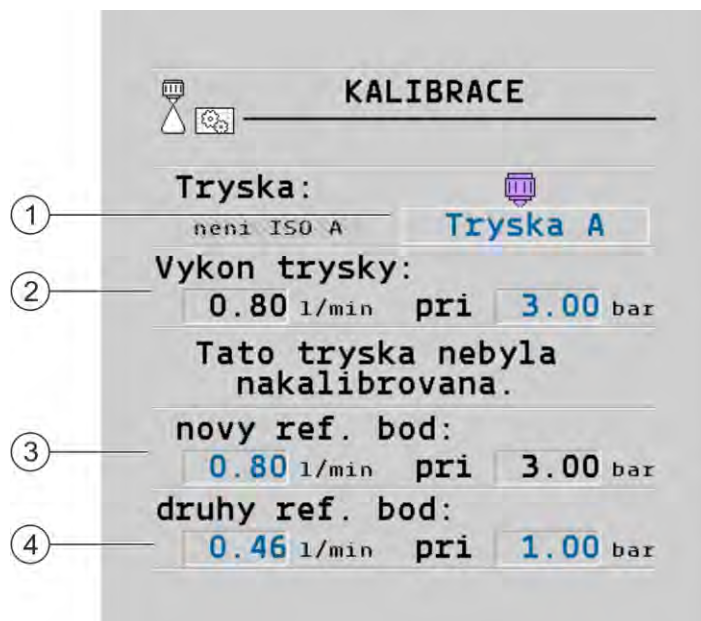 KALIBRACE
Tryska:
1 neni ISO A Tryska A
Vykon trysky:
2 0.80 l/min pri 3.00 bar
Tato tryska nebyla
nakalibrovana.
novy ref. bod:
3 0.80 l/min pri 3.00 bar
druhy ref. bod:
4 0.46 l/min pri 1.00 bar